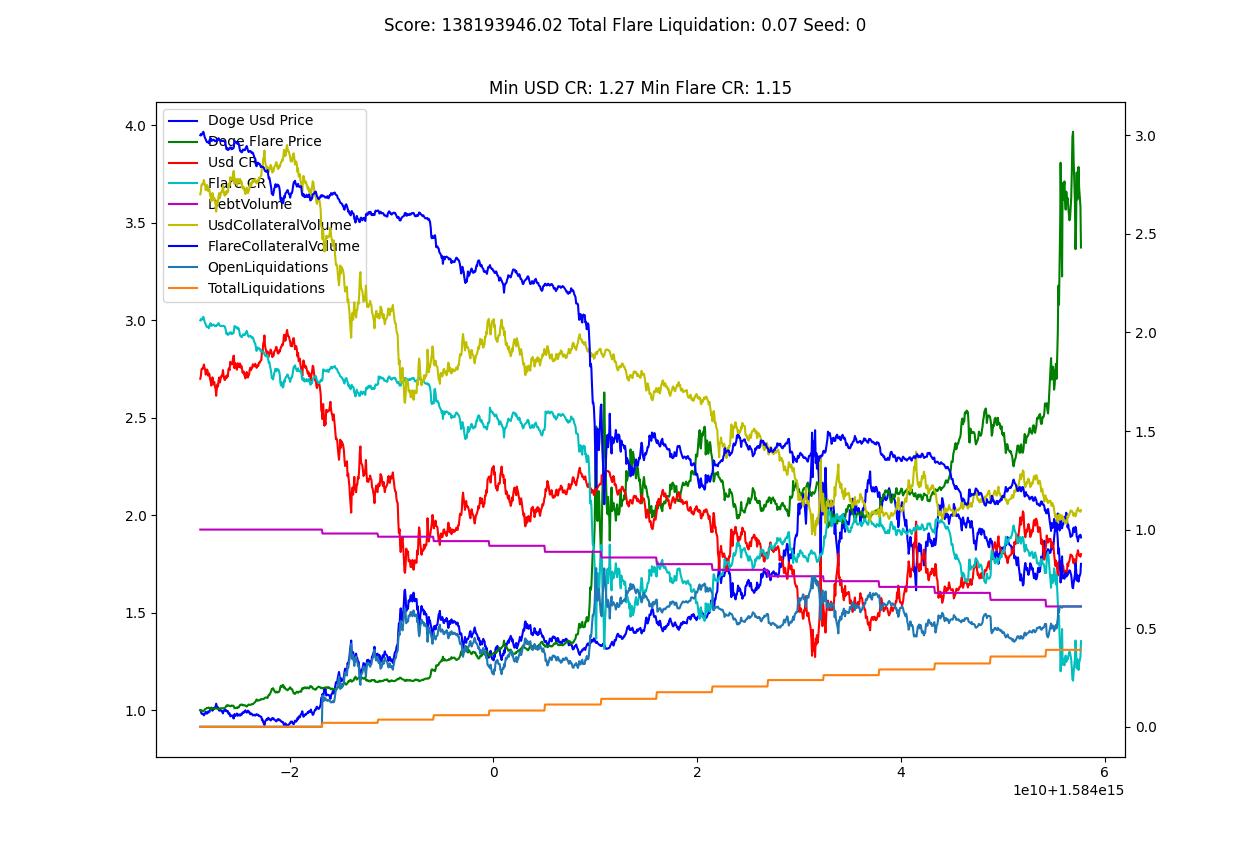 Score: 138193946.02 Total Flare Liquidation: 0.07 Seed: 0
Min USD CR: 1.27 Min Flare CR: 1.15
Doge Usd Price
Doge Flare Price
Usd CR
Flare CR
DebtVolume
UsdCollateralVolume
FlareCollateralVolume
OpenLiquidations
TotalLiquidations
4.0
3.5
3.0
2.5
2.0
1.5
1.0
3.0
2.5
2.0
1.5
1.0
0.5
0.0
−2
0
2
4
6
1e10+1.584e15